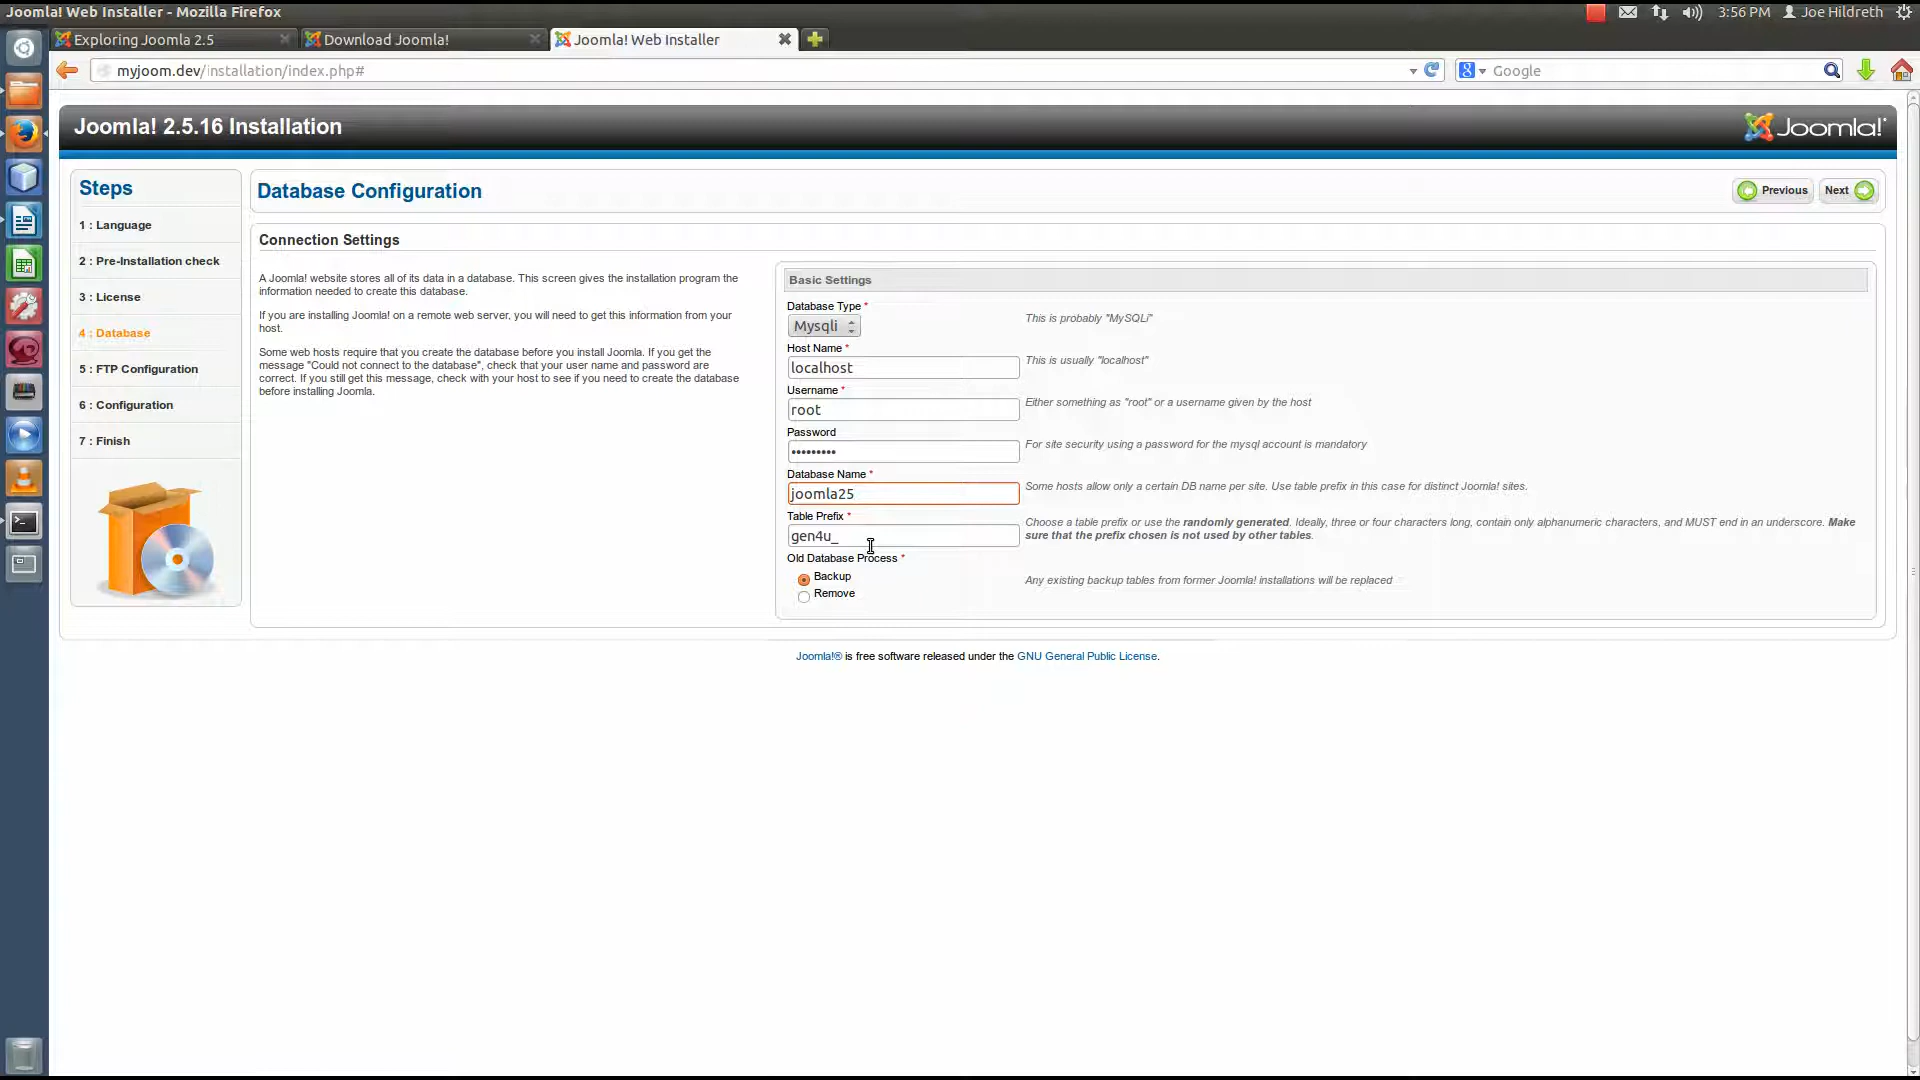 Joomla! Web Installer - Mozilla Firefox
3:56 PM
Joe Hildreth
Exploring Joomla 2.5
Download Joomla!
Joomla! Web Installer
myjoom.dev/installation/index.php#
Google
Joomla! 2.5.16 Installation
Joomla!
Steps
1 : Language
2 : Pre-Installation check
3 : License
4 : Database
5 : FTP Configuration
6 : Configuration
7 : Finish
Database Configuration
Previous
Next
Connection Settings
A Joomla! website stores all of its data in a database. This screen gives the installation program the
information needed to create this database.
If you are installing Joomla! on a remote web server, you will need to get this information from your
host.
Some web hosts require that you create the database before you install Joomla. If you get the
message "Could not connect to the database", check that your user name and password are
correct. If you still get this message, check with your host to see if you need to create the database
before installing Joomla.
Basic Settings
Database Type *
Mysqli
This is probably "MySQLi"
Host Name *
localhost
This is usually "localhost"
Username *
root
Either something as "root" or a username given by the host
Password
•••••••••
For site security using a password for the mysql account is mandatory
Database Name *
joomla25
Some hosts allow only a certain DB name per site. Use table prefix in this case for distinct Joomla! sites.
Table Prefix *
gen4u_
Choose a table prefix or use the randomly generated. Ideally, three or four characters long, contain only alphanumeric characters, and MUST end in an underscore. Make
sure that the prefix chosen is not used by other tables.
Old Database Process *
Backup
Remove
Any existing backup tables from former Joomla! installations will be replaced
Joomla!® is free software released under the GNU General Public License.